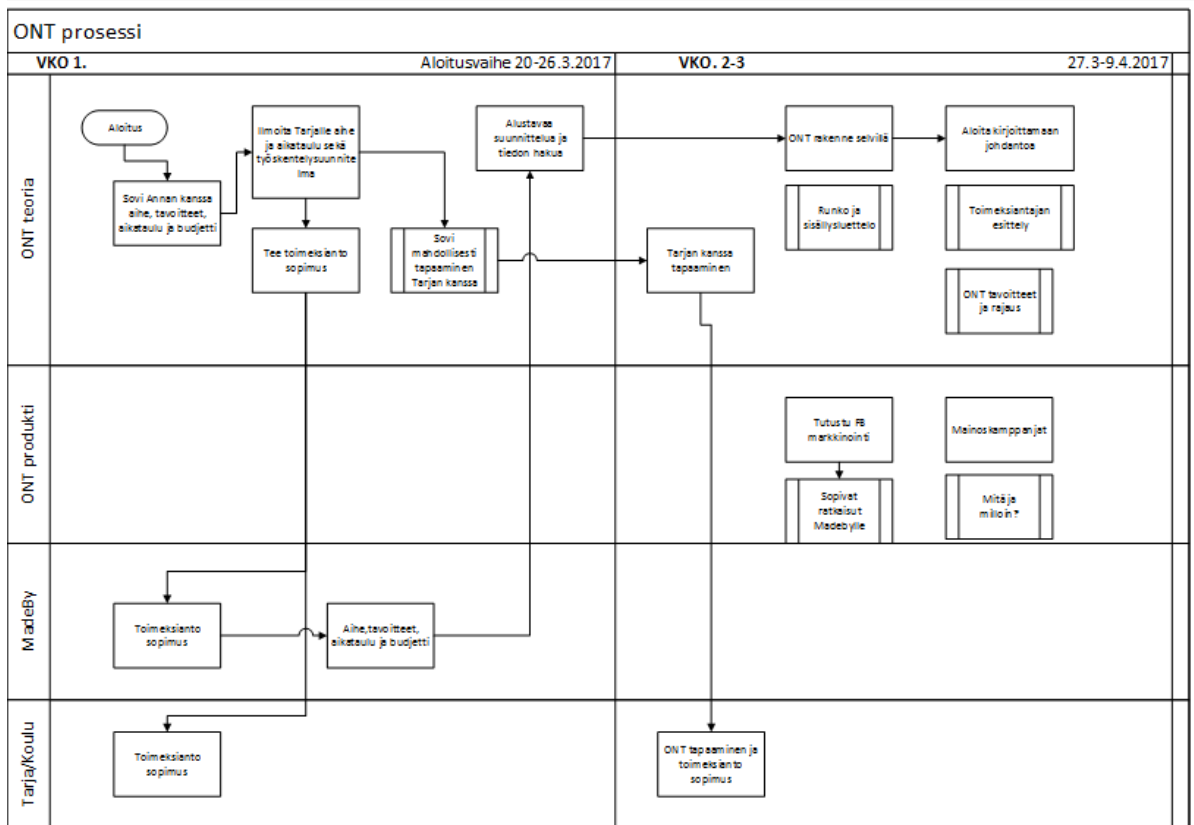 ONT prosessi
VKO 1.
Aloitusvaihe 20-26.3.2017
VKO. 2-3
27.3-9.4.2017
ONT teoria
Aloitus
Sovi Annan kanssa
aihe, tavoitteet,
aikataulu ja budjetti
Ilmoita Tarjalle aihe
ja aikataulu sekä
työskentelysuunnite
lma
Tee toimeksianto
sopimus
Sovi
mahdollisesti
tapaaminen
Tarjan kanssa
Alustavaa
suunnittelua ja
tiedon hakua
Tarjan kanssa
tapaaminen
ONT rakenne selvillä
Runko ja
sisällysluettelo
Aloita kirjoittamaan
johdantoa
Toimeksiantajan
esittely
ONT tavoitteet
ja rajaus
ONT produkti
Tutustu FB
markkinointi
Sopivat
ratkaisut
Madebylle
Mainoskamppanjat
Mitä ja
milloin?
MadeBy
Toimeksianto
sopimus
Aihe,tavoitteet,
aikataulu ja budjetti
Tarja/Koulu
Toimeksianto
sopimus
ONT tapaaminen ja
toimeksianto
sopimus